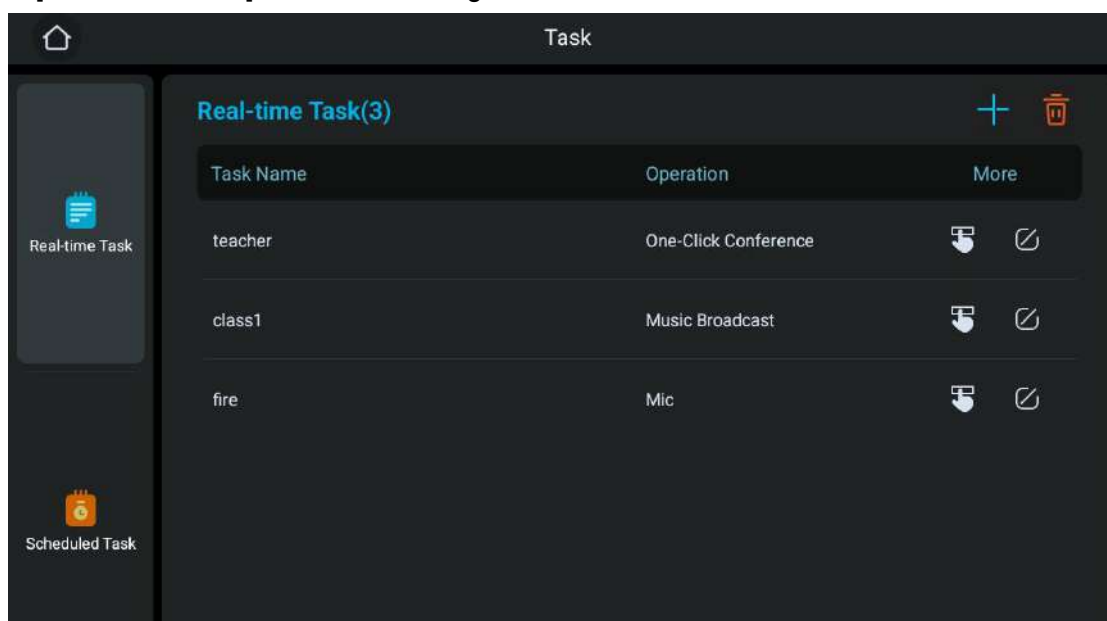 Task
Real-time Task(3)
Task Name Operation More
Real-time Task
teacher One-Click Conference
class1 Music Broadcast
fire Mic
Scheduled Task